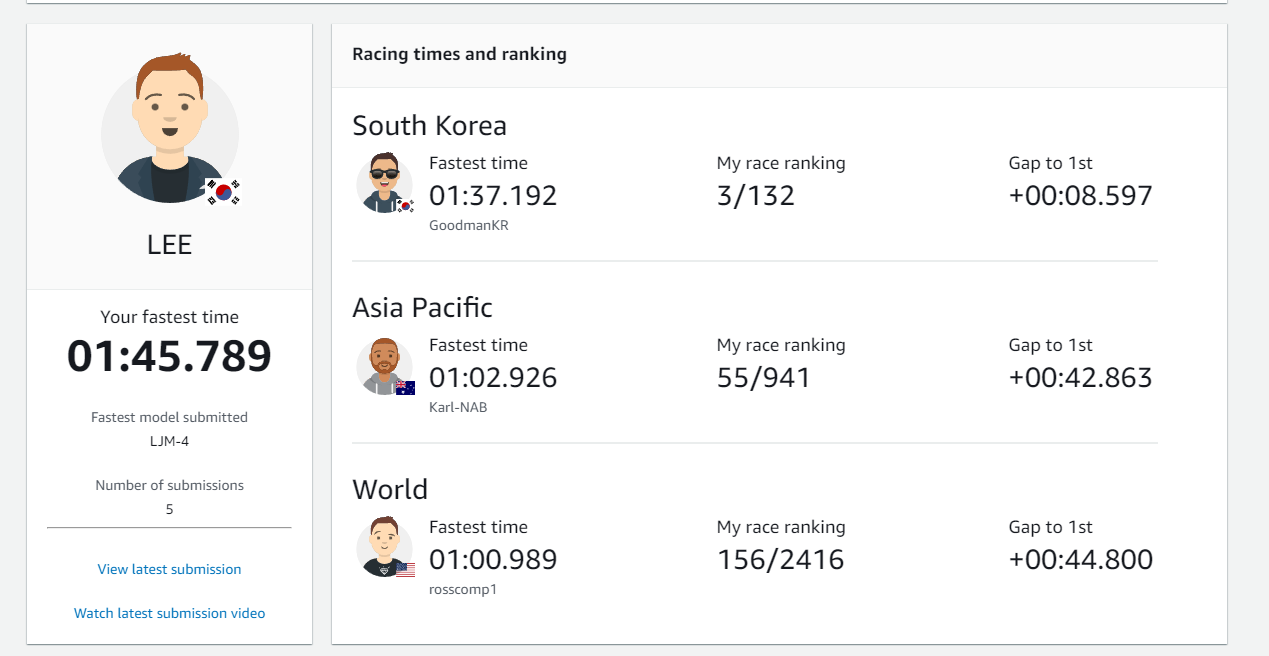 LEE
Your fastest time
01:45.789
Fastest model submitted
LJM-4
Number of submissions
5
View latest submission
Watch latest submission video
Racing times and ranking
South Korea
Fastest time My race ranking Gap to 1st
01:37.192 3/132 +00:08.597
GoodmanKR
Asia Pacific
Fastest time My race ranking Gap to 1st
01:02.926 55/941 +00:42.863
Karl-NAB
World
Fastest time My race ranking Gap to 1st
01:00.989 156/2416 +00:44.800
rosscomp1